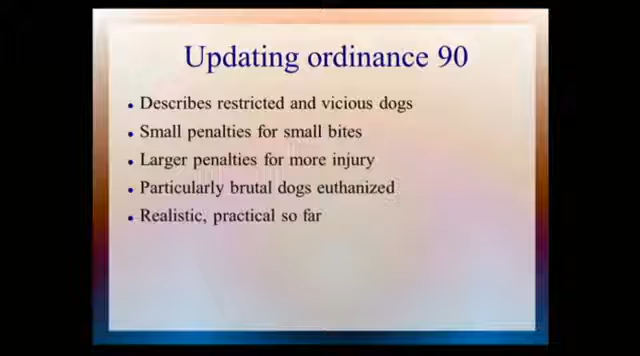 Updating ordinance 90
• Describes restricted and vicious dogs
• Small penalties for small bites
• Larger penalties for more injury
• Particularly brutal dogs euthanized
• Realistic, practical so far